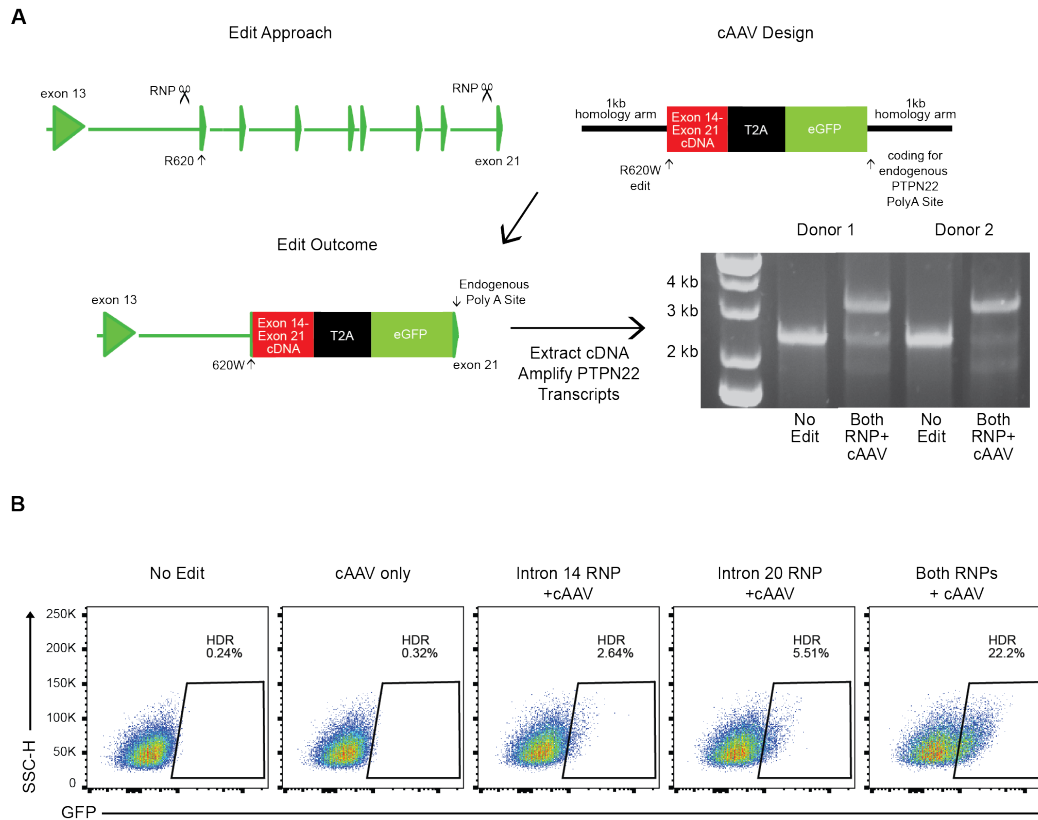 A
Edit Approach
cAAV Design
exon 13
RNP
RNP
R620
exon 21
1kb
homology arm
Exon 14-
Exon 21
cDNA
T2A
eGFP
1kb
homology arm
R620W
edit
coding for
endogenous
PTPN22
PolyA Site
Edit Outcome
exon 13
Endogenous
Poly A Site
Exon 14-
Exon 21
cDNA
T2A
eGFP
620W
exon 21
Extract cDNA
Amplify PTPN22
Transcripts
Donor 1
Donor 2
4 kb
3 kb
2 kb
No
Edit
Both
RNP+
cAAV
No
Edit
Both
RNP+
cAAV
B
No Edit
cAAV only
Intron 14 RNP
+cAAV
Intron 20 RNP
+cAAV
Both RNPs
+ cAAV
250K
200K
150K
100K
50K
0
SSC-H
HDR
0.24%
HDR
0.32%
HDR
2.64%
HDR
5.51%
HDR
22.2%
GFP